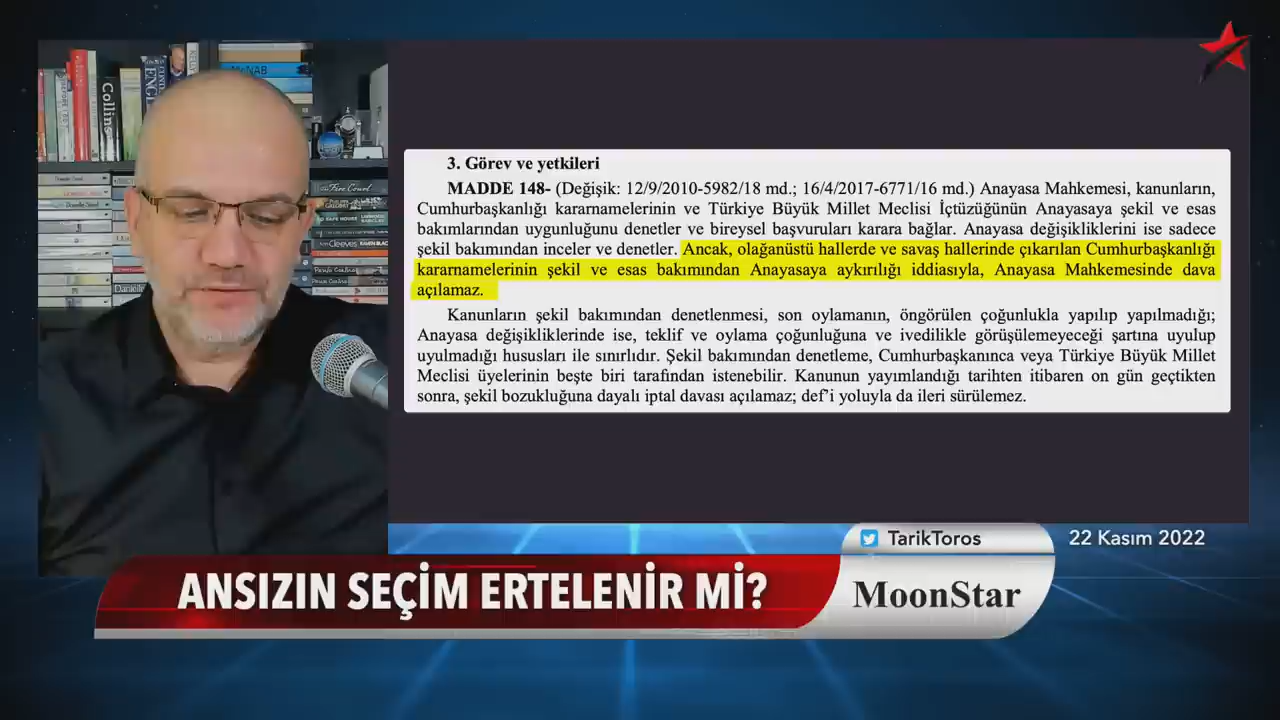 Collins
NAB
Fire Court
CLEEVES
RAVEN BLACK
3. Görev ve yetkileri
MADDE 148- (Değişik: 12/9/2010-5982/18 md.; 16/4/2017-6771/16 md.) Anayasa Mahkemesi, kanunların,
Cumhurbaşkanlığı kararnamelerinin ve Türkiye Büyük Millet Meclisi İçtüzüğünün Anayasaya şekil ve esas
bakımlarından uygunluğunu denetler ve bireysel başvuruları karara bağlar. Anayasa değişikliklerini ise sadece
şekil bakımından inceler ve denetler. Ancak, olağanüstü hallerde ve savaş hallerinde çıkarılan Cumhurbaşkanlığı
kararnamelerinin şekil ve esas bakımından Anayasaya aykırılığı iddiasıyla, Anayasa Mahkemesinde dava
açılamaz.
Kanunların şekil bakımından denetlenmesi, son oylamanın, öngörülen çoğunlukla yapılıp yapılmadığı;
Anayasa değişikliklerinde ise, teklif ve oylama çoğunluğuna ve ivedilikle görüşülemeyeceği şartına uyulup
uyulmadığı hususları ile sınırlıdır. Şekil bakımından denetleme, Cumhurbaşkanınca veya Türkiye Büyük Millet
Meclisi üyelerinin beşte biri tarafından istenebilir. Kanunun yayımlandığı tarihten itibaren on gün geçtikten
sonra, şekil bozukluğuna dayalı iptal davası açılamaz; def’i yoluyla da ileri sürülemez.
TarikToros
22 Kasım 2022
ANSIZIN SEÇİM ERTELENİR Mİ?
MoonStar